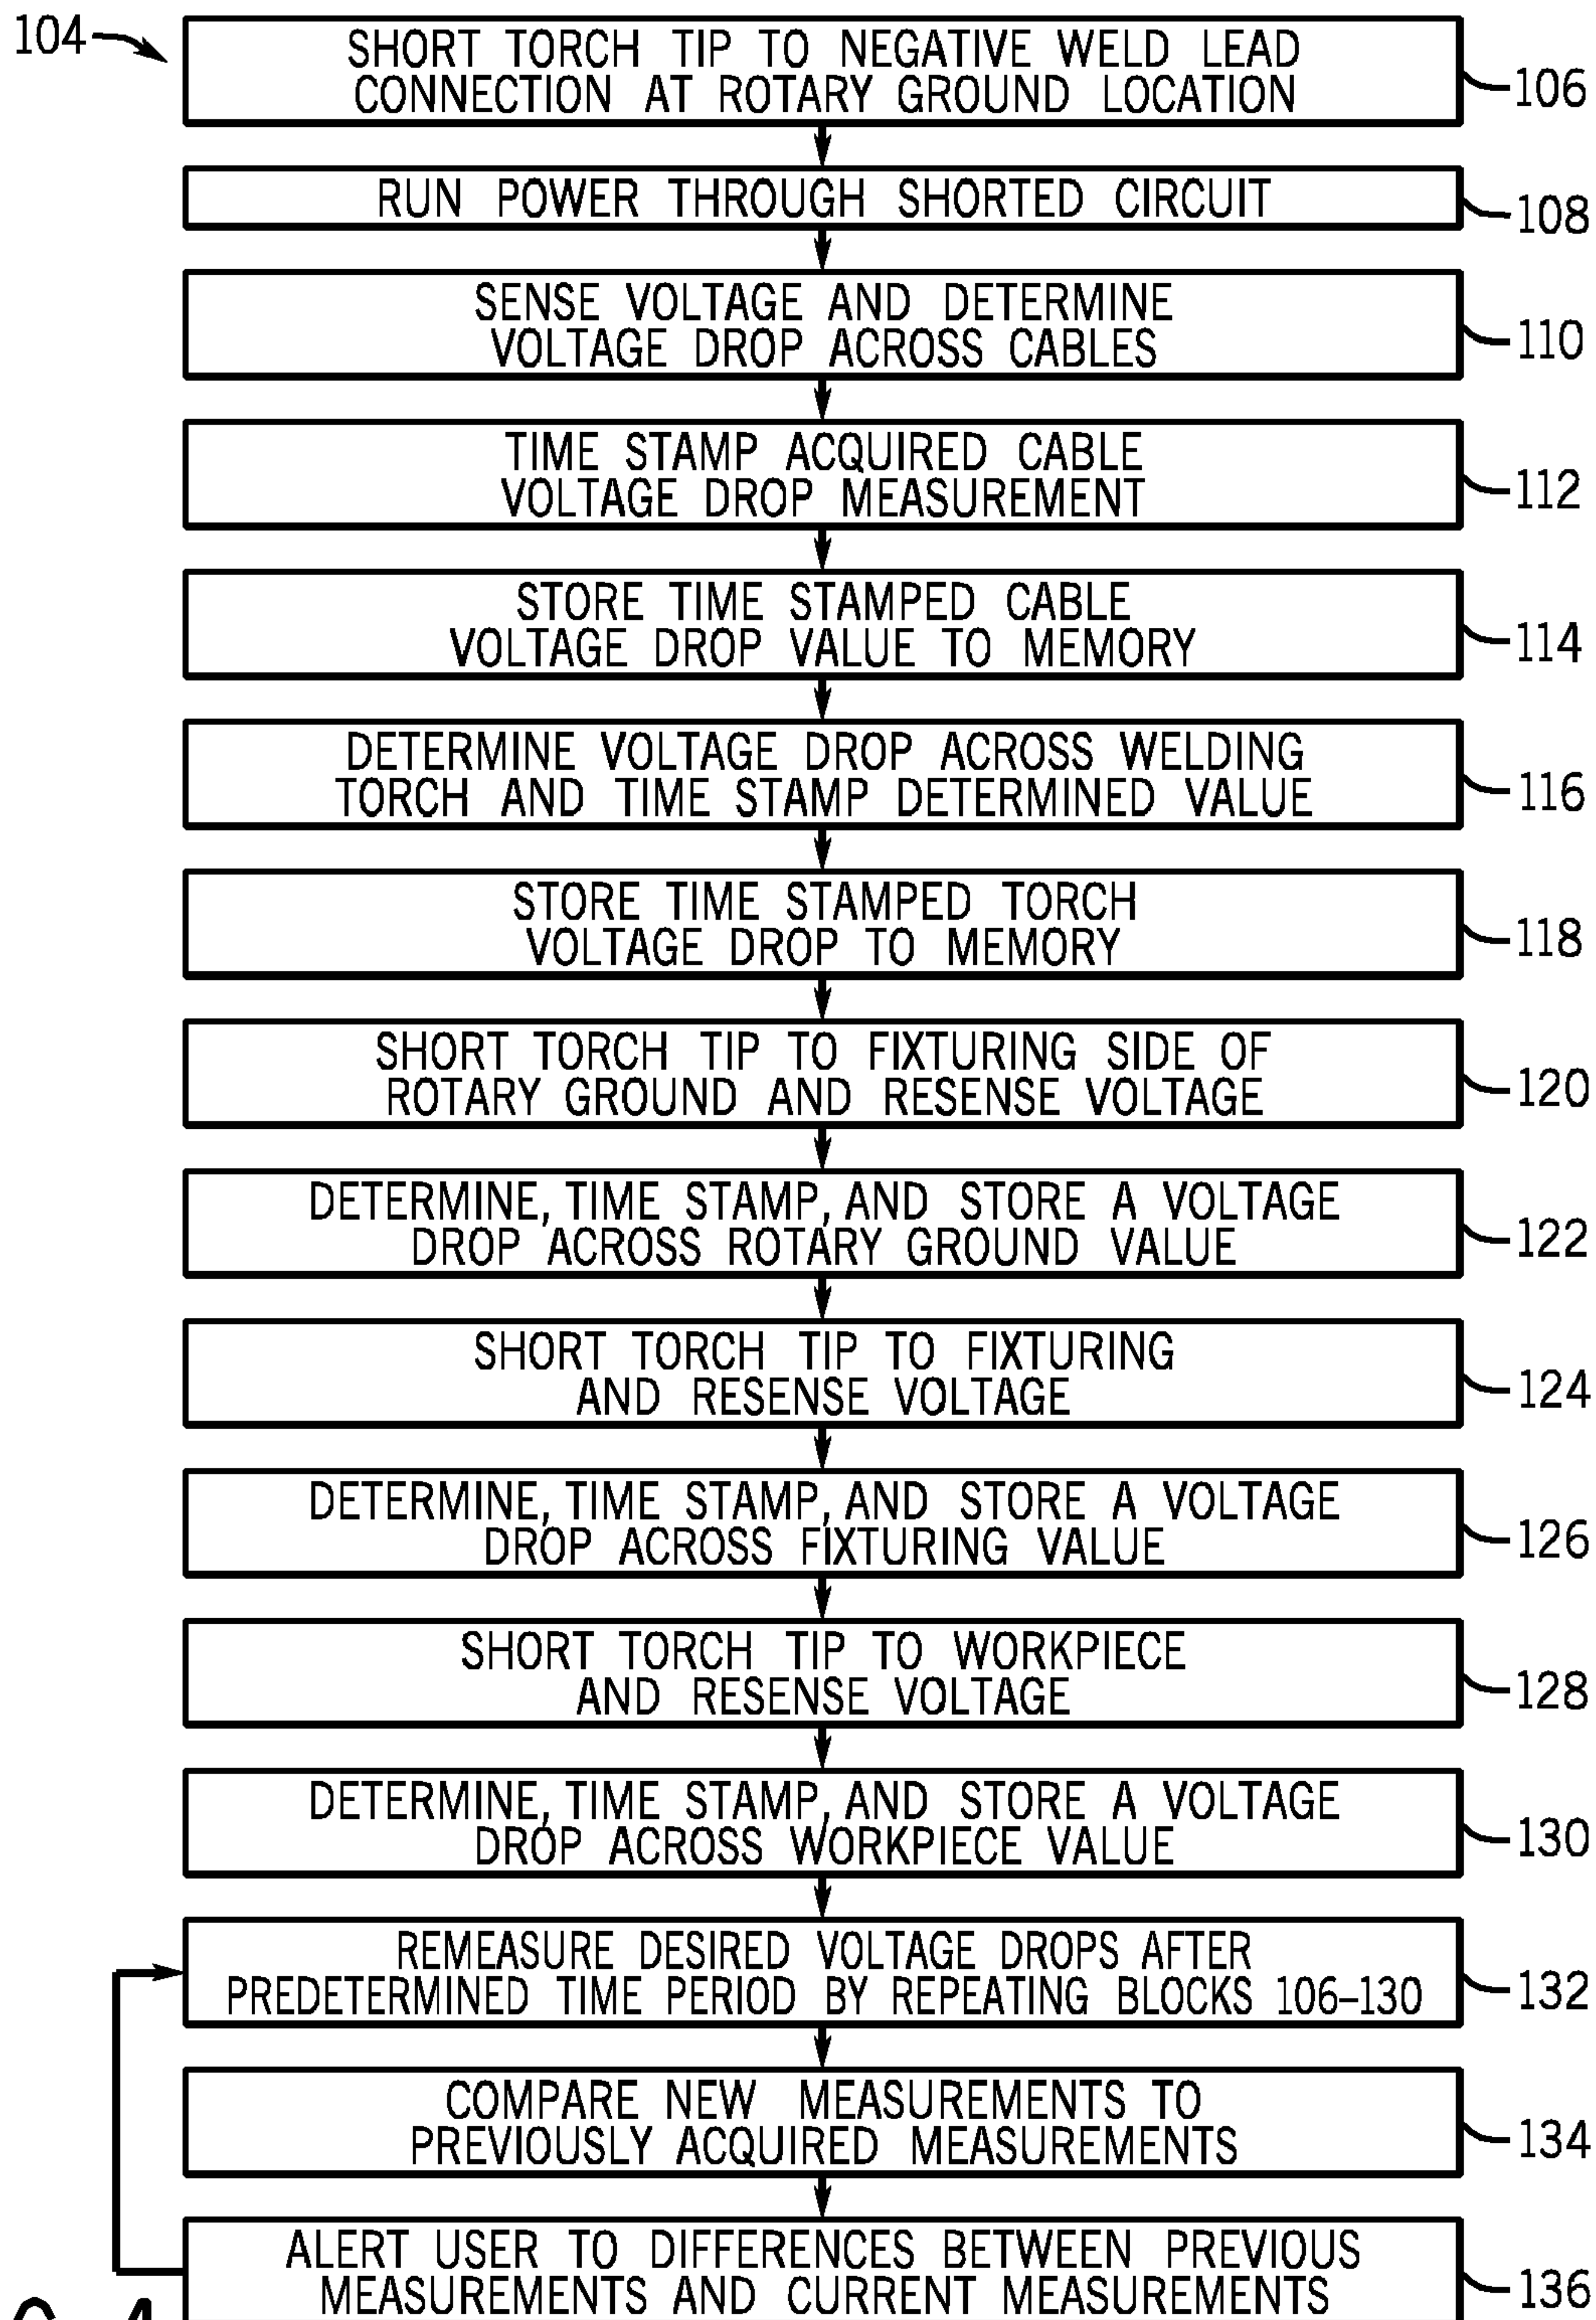 104
SHORT TORCH TIP TO NEGATIVE WELD LEAD
CONNECTION AT ROTARY GROUND LOCATION
106
RUN POWER THROUGH SHORTED CIRCUIT
108
SENSE VOLTAGE AND DETERMINE
VOLTAGE DROP ACROSS CABLES
110
TIME STAMP ACQUIRED CABLE
VOLTAGE DROP MEASUREMENT
112
STORE TIME STAMPED CABLE
VOLTAGE DROP VALUE TO MEMORY
114
DETERMINE VOLTAGE DROP ACROSS WELDING
TORCH AND TIME STAMP DETERMINED VALUE
116
STORE TIME STAMPED TORCH
VOLTAGE DROP TO MEMORY
118
SHORT TORCH TIP TO FIXTURING SIDE OF
ROTARY GROUND AND RESENSE VOLTAGE
120
DETERMINE, TIME STAMP, AND STORE A VOLTAGE
DROP ACROSS ROTARY GROUND VALUE
122
SHORT TORCH TIP TO FIXTURING
AND RESENSE VOLTAGE
124
DETERMINE, TIME STAMP, AND STORE A VOLTAGE
DROP ACROSS FIXTURING VALUE
126
SHORT TORCH TIP TO WORKPIECE
AND RESENSE VOLTAGE
128
DETERMINE, TIME STAMP, AND STORE A VOLTAGE
DROP ACROSS WORKPIECE VALUE
130
REMEASURE DESIRED VOLTAGE DROPS AFTER
PREDETERMINED TIME PERIOD BY REPEATING BLOCKS 106–130
132
COMPARE NEW MEASUREMENTS TO
PREVIOUSLY ACQUIRED MEASUREMENTS
134
ALERT USER TO DIFFERENCES BETWEEN PREVIOUS
MEASUREMENTS AND CURRENT MEASUREMENTS
136